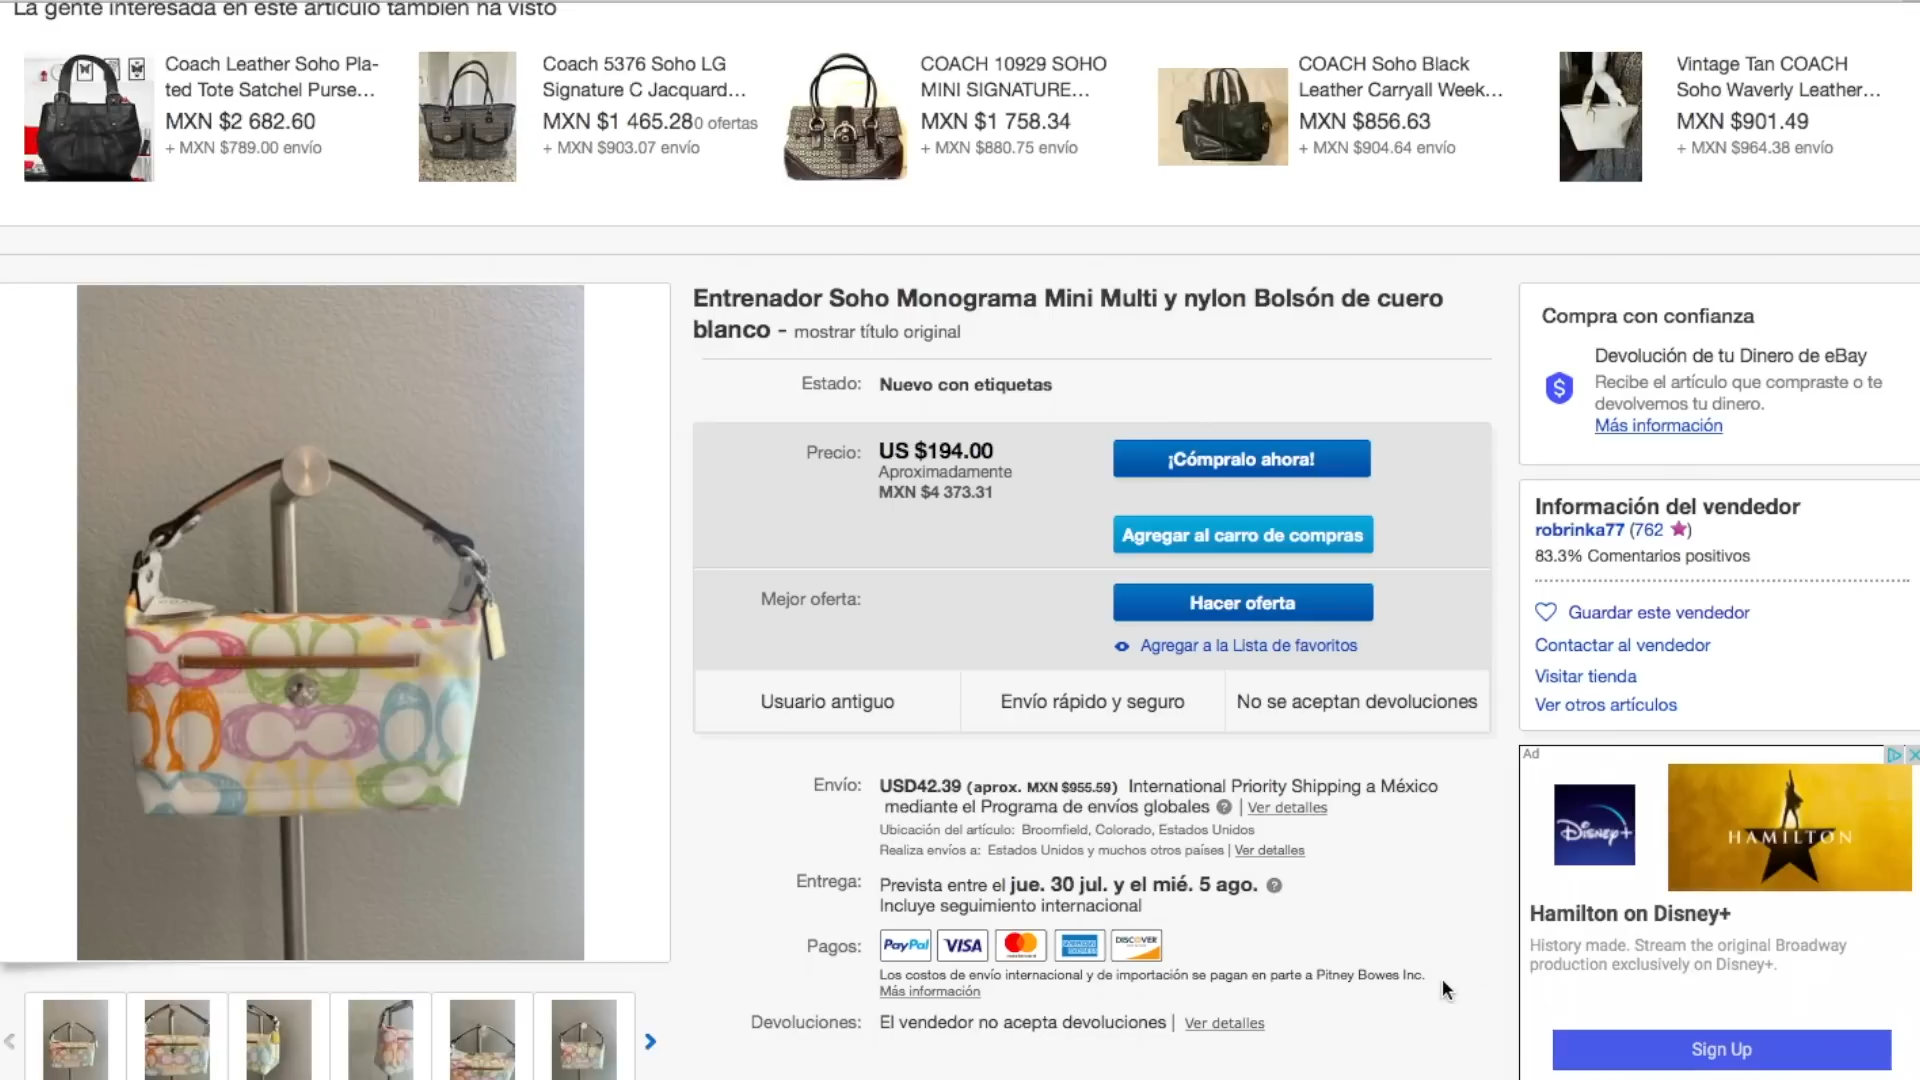 La gente interesada en este artículo también ha visto
Coach Leather Soho Pla-
ted Tote Satchel Purse...
MXN $2 682.60
+ MXN $789.00 envío
Coach 5376 Soho LG
Signature C Jacquard...
MXN $1 465.28 0 ofertas
+ MXN $903.07 envío
COACH 10929 SOHO
MINI SIGNATURE...
MXN $1 758.34
+ MXN $880.75 envío
COACH Soho Black
Leather Carryall Week...
MXN $856.63
+ MXN $904.64 envío
Vintage Tan COACH
Soho Waverly Leather...
MXN $901.49
+ MXN $964.38 envío
Entrenador Soho Monograma Mini Multi y nylon Bolsón de cuero
blanco - mostrar título original
Estado: Nuevo con etiquetas
Precio: US $194.00
Aproximadamente
MXN $4 373.31
¡Cómpralo ahora!
Agregar al carro de compras
Mejor oferta:
Hacer oferta
Agregar a la Lista de favoritos
Usuario antiguo
Envío rápido y seguro
No se aceptan devoluciones
Envío: USD42.39 (aprox. MXN $955.59) International Priority Shipping a México
mediante el Programa de envíos globales ? | Ver detalles
Ubicación del artículo: Broomfield, Colorado, Estados Unidos
Realiza envíos a: Estados Unidos y muchos otros países | Ver detalles
Entrega: Prevista entre el jue. 30 jul. y el mié. 5 ago. ?
Incluye seguimiento internacional
Pagos: PayPal VISA mastercard AMERICAN EXPRESS DISCOVER
Los costos de envío internacional y de importación se pagan en parte a Pitney Bowes Inc.
Más información
Devoluciones: El vendedor no acepta devoluciones | Ver detalles
Compra con confianza
Devolución de tu Dinero de eBay
$
Recibe el artículo que compraste o te
devolvemos tu dinero.
Más información
Información del vendedor
robrinka77 (762 ★)
83.3% Comentarios positivos
Guardar este vendedor
Contactar al vendedor
Visitar tienda
Ver otros artículos
Ad
Disney+
HAMILTON
Hamilton on Disney+
History made. Stream the original Broadway
production exclusively on Disney+.
Sign Up